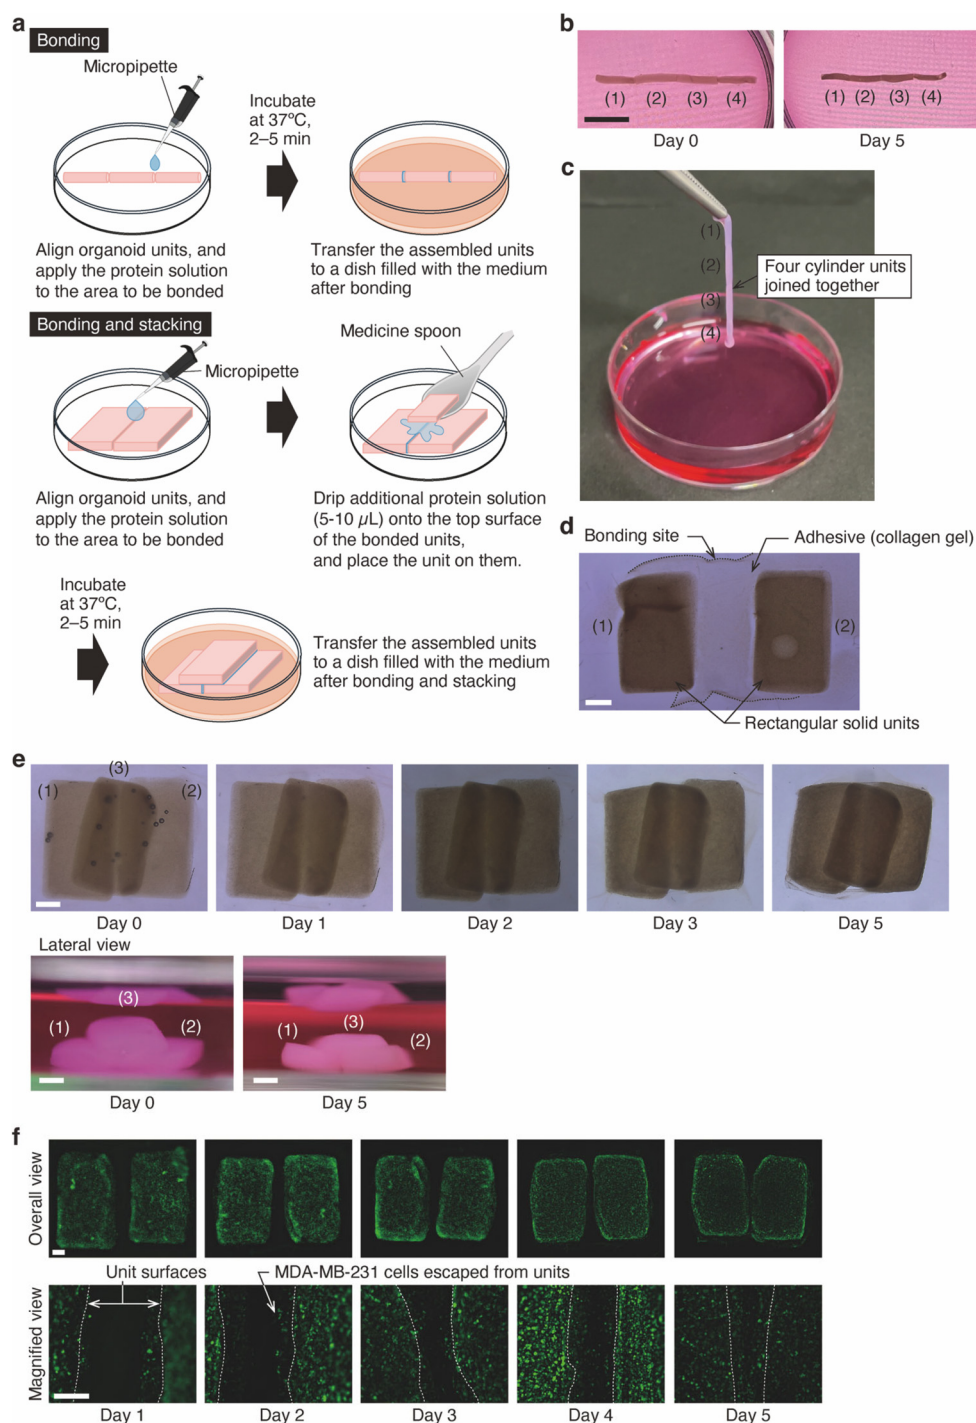 a
Bonding
Micropipette
Incubate
at 37ºC,
2–5 min
Align organoid units, and
apply the protein solution
to the area to be bonded
Transfer the assembled units
to a dish filled with the medium
after bonding
Bonding and stacking
Micropipette
Medicine spoon
Align organoid units, and
apply the protein solution
to the area to be bonded
Drip additional protein solution
(5-10 µL) onto the top surface
of the bonded units,
and place the unit on them.
Incubate
at 37ºC,
2–5 min
Transfer the assembled units
to a dish filled with the medium
after bonding and stacking
b
(1) (2) (3) (4)
Day 0
(1) (2) (3) (4)
Day 5
c
(1)
(2)
(3)
(4)
Four cylinder units
joined together
d
Bonding site
Adhesive (collagen gel)
(1)
(2)
Rectangular solid units
e
(3)
(1)
(2)
Day 0
Day 1
Day 2
Day 3
Day 5
Lateral view
(3)
(1)
(2)
Day 0
(3)
(1)
(2)
Day 5
f
Overall view
Unit surfaces
MDA-MB-231 cells escaped from units
Magnified view
Day 1
Day 2
Day 3
Day 4
Day 5